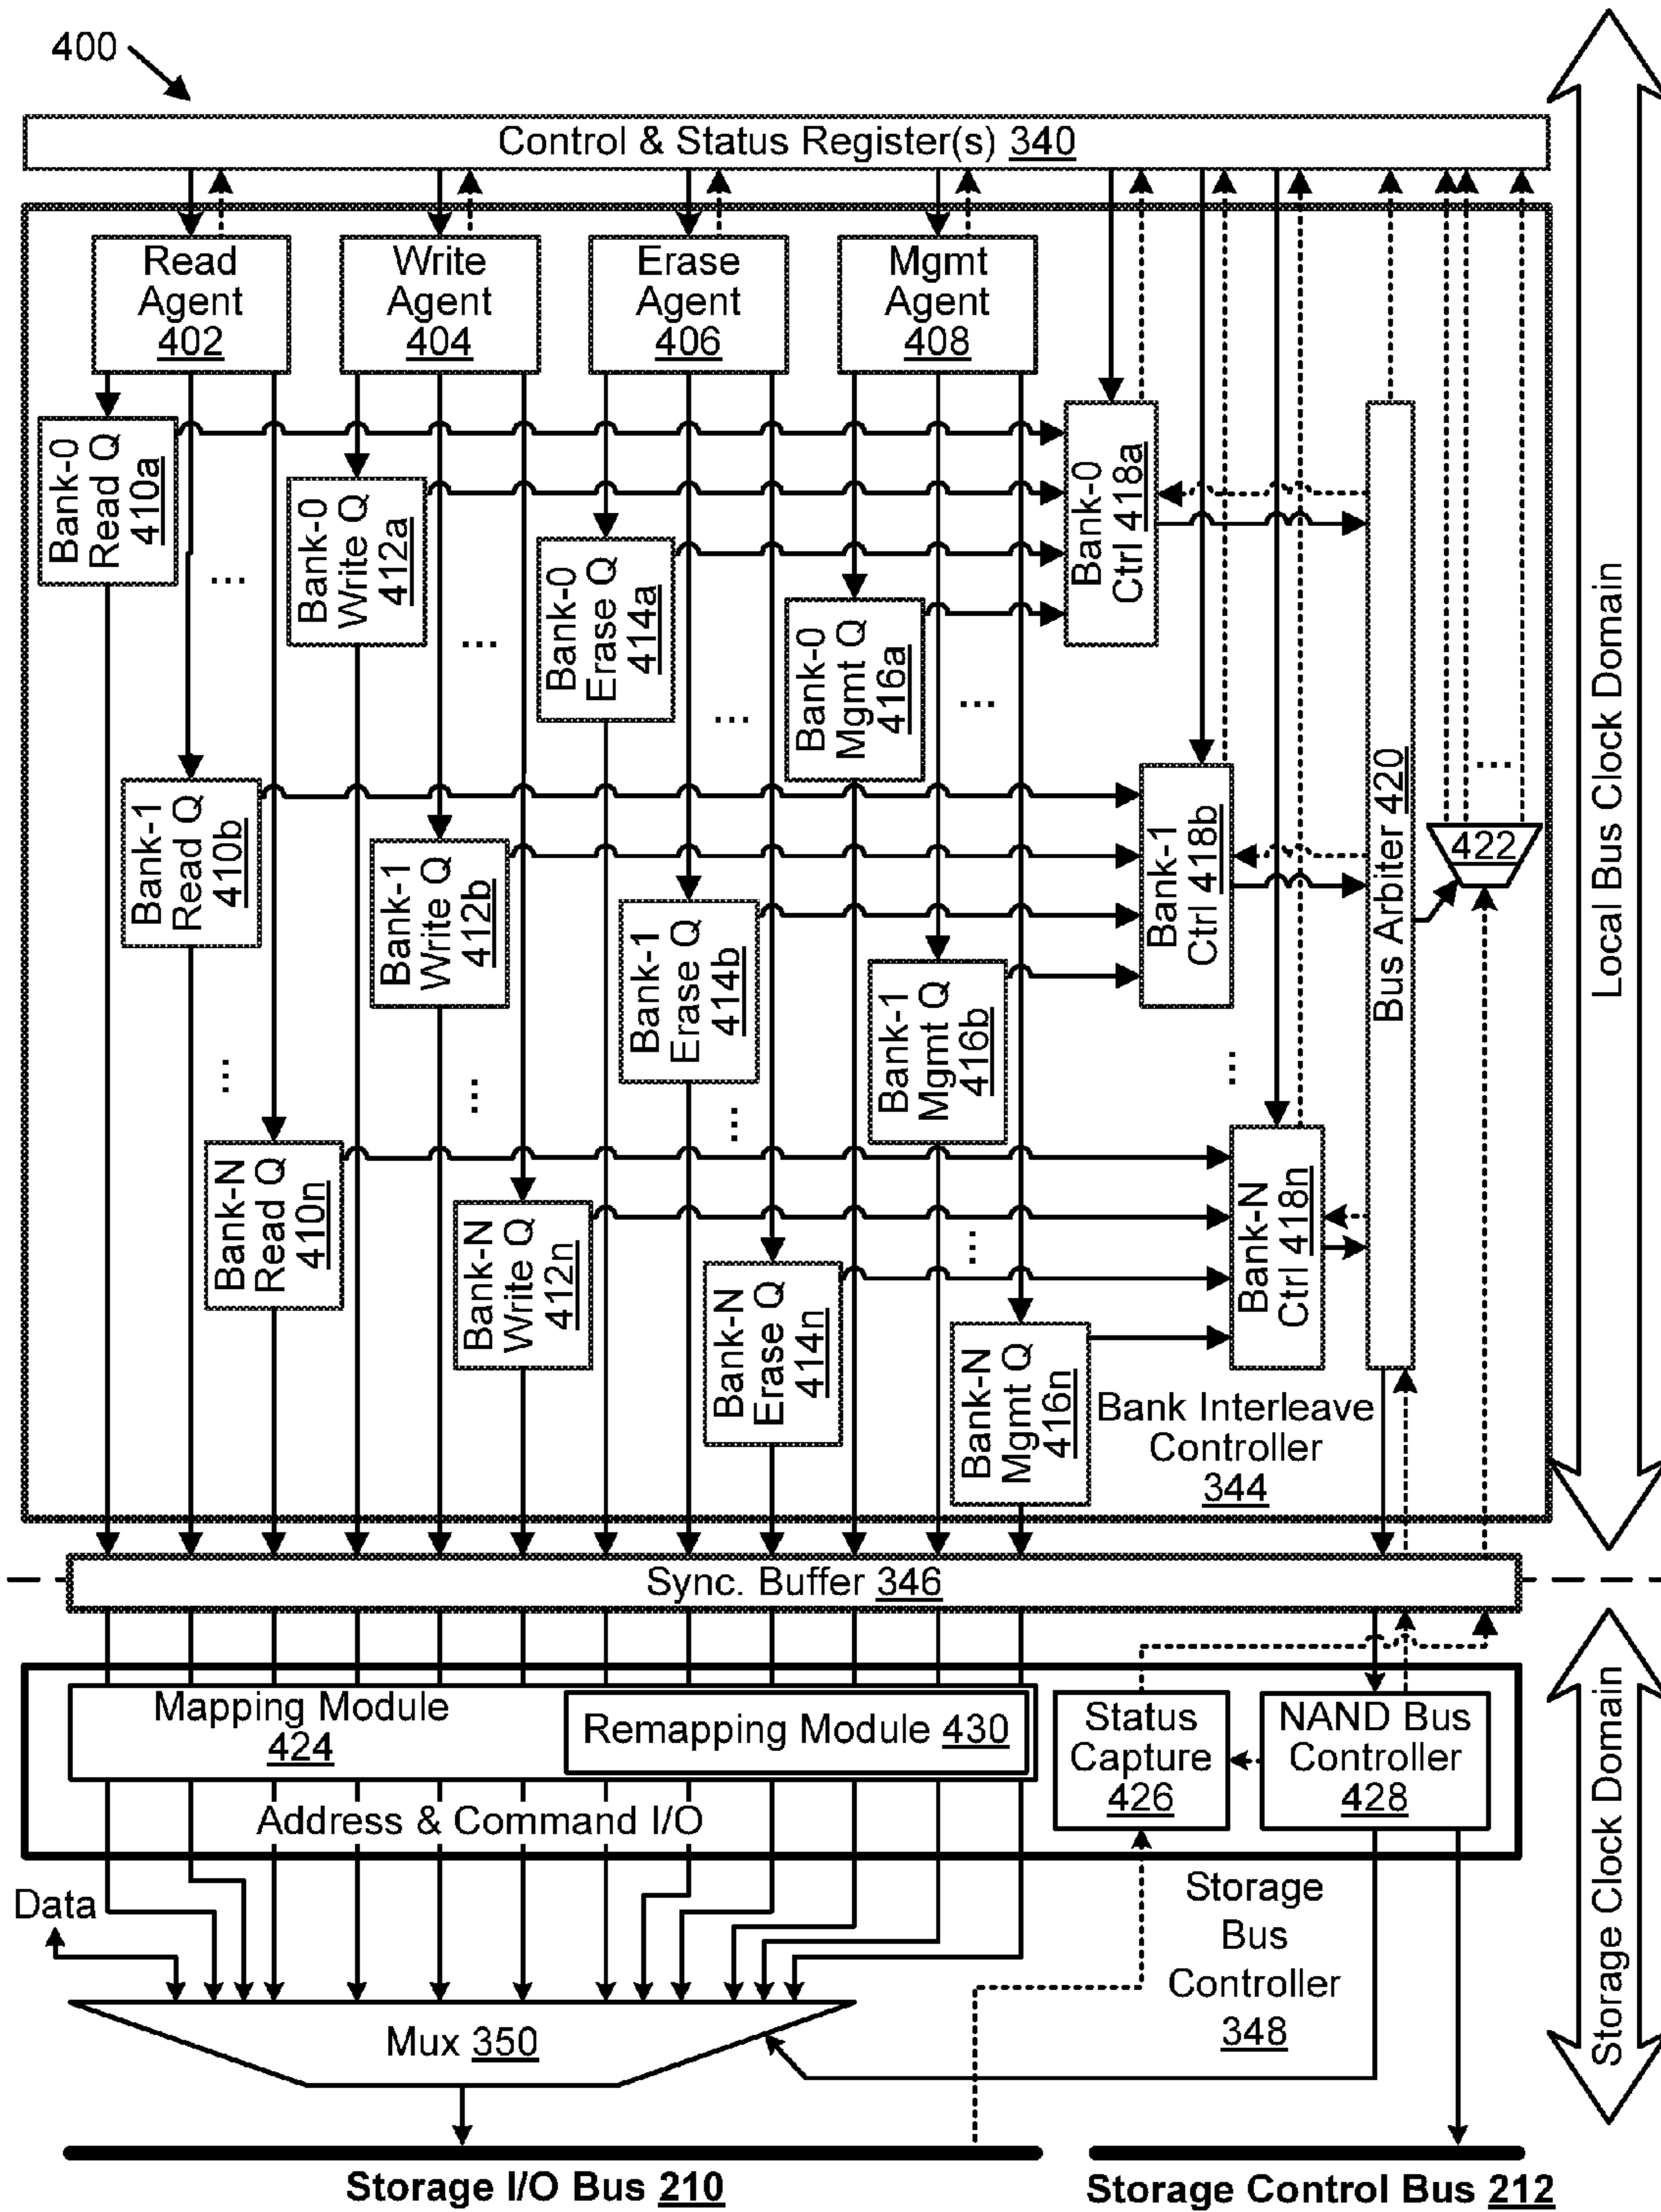 400
Control & Status Register(s) 340
Read
Agent
402
Write
Agent
404
Erase
Agent
406
Mgmt
Agent
408
Bank-0
Read Q
410a
Bank-0
Write Q
412a
Bank-0
Erase Q
414a
Bank-0
Mgmt Q
416a
Bank-0
Ctrl 418a
...
...
...
...
Bank-1
Read Q
410b
Bank-1
Write Q
412b
Bank-1
Erase Q
414b
Bank-1
Mgmt Q
416b
Bank-1
Ctrl 418b
Bus Arbiter 420
...
422
...
...
...
...
...
Bank-N
Read Q
410n
Bank-N
Write Q
412n
Bank-N
Erase Q
414n
Bank-N
Mgmt Q
416n
Bank-N
Ctrl 418n
Bank Interleave
Controller
344
Local Bus Clock Domain
Sync. Buffer 346
Mapping Module
424
Remapping Module 430
Status
Capture
426
NAND Bus
Controller
428
Address & Command I/O
Data
Storage
Bus
Controller
348
Storage Clock Domain
Mux 350
Storage I/O Bus 210
Storage Control Bus 212